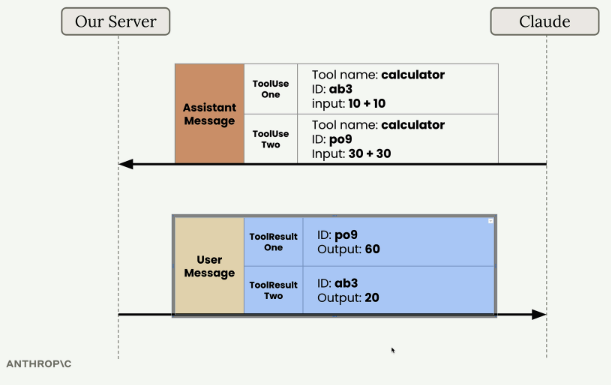 Our Server
Claude
Assistant
Message
ToolUse
One
Tool name: calculator
ID: ab3
input: 10 + 10
ToolUse
Two
Tool name: calculator
ID: po9
Input: 30 + 30
User
Message
ToolResult
One
ID: po9
Output: 60
ToolResult
Two
ID: ab3
Output: 20
ANTHROP\C